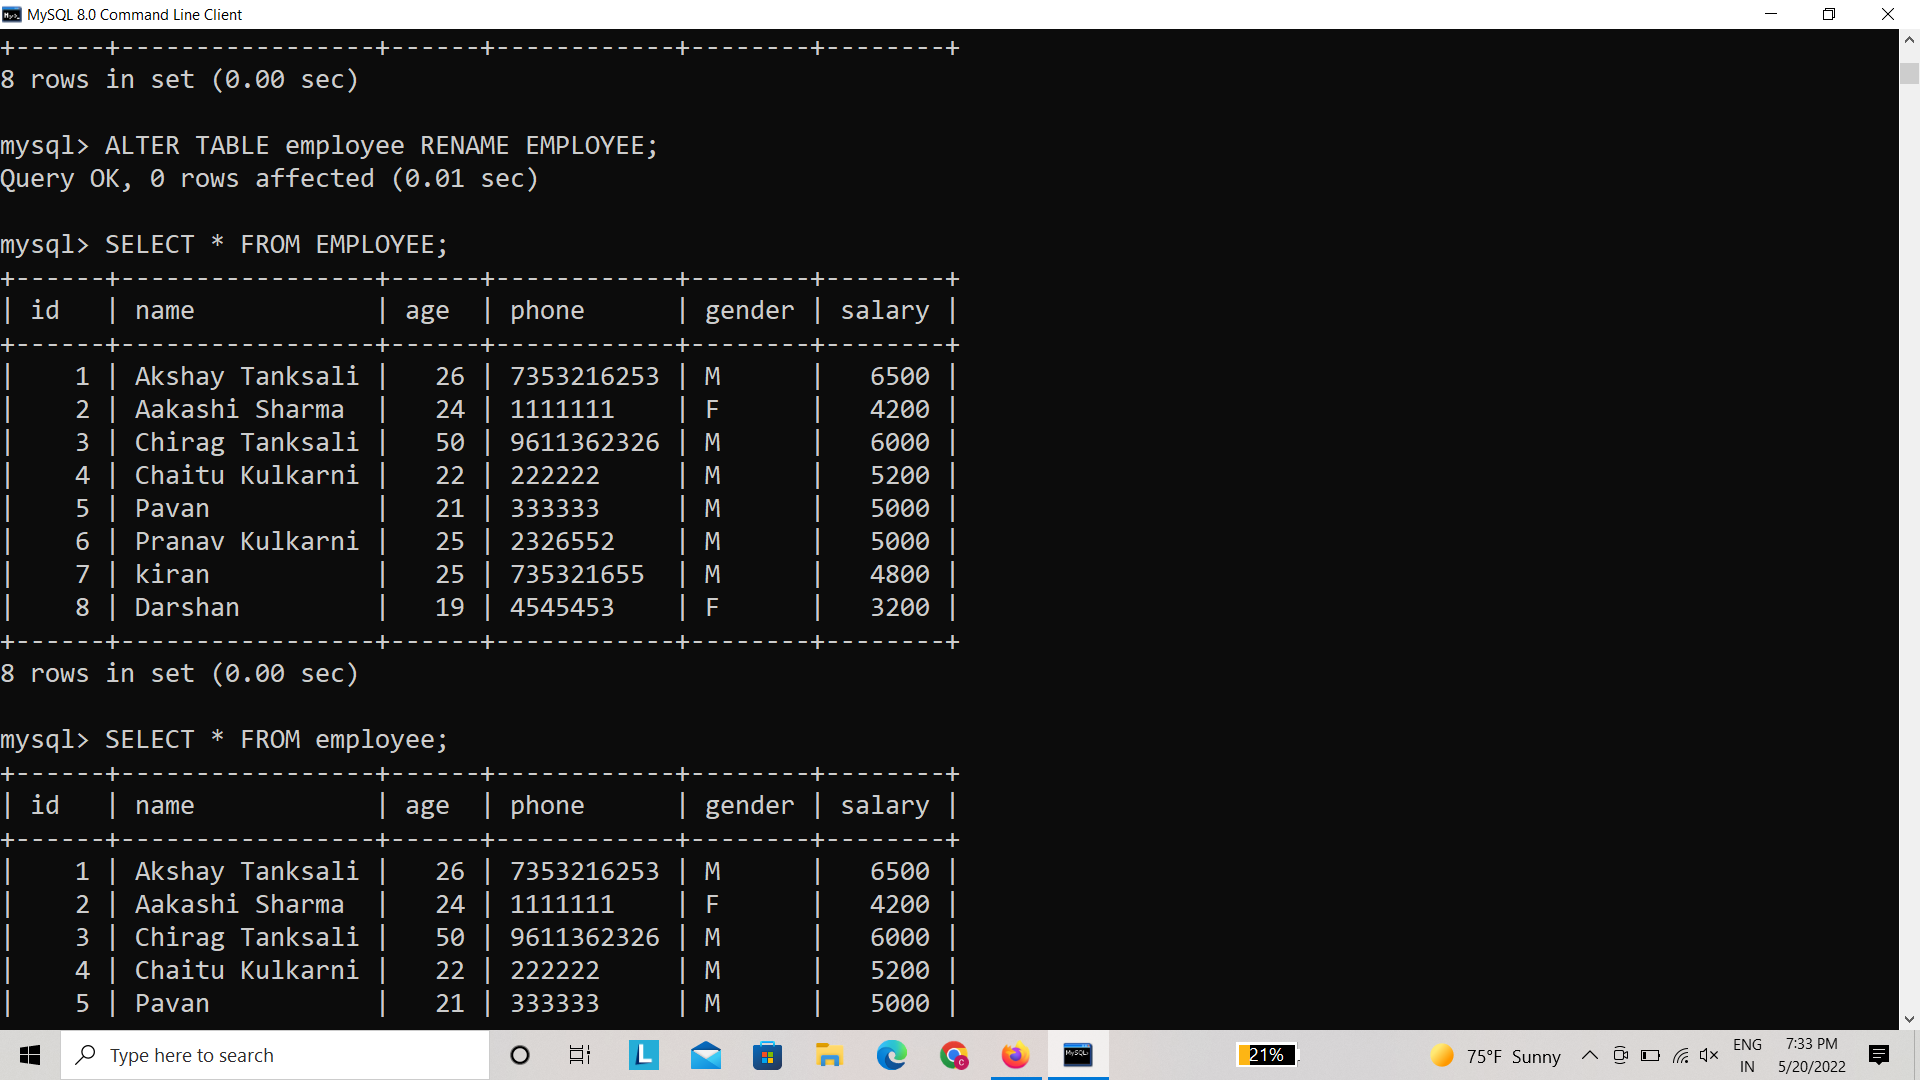 MySQL 8.0 Command Line Client
+------+-----------------+------+------------+--------+--------+
8 rows in set (0.00 sec)
mysql> ALTER TABLE employee RENAME EMPLOYEE;
Query OK, 0 rows affected (0.01 sec)
mysql> SELECT * FROM EMPLOYEE;
+------+-----------------+------+------------+--------+--------+
| id   | name            | age  | phone      | gender | salary |
+------+-----------------+------+------------+--------+--------+
|    1 | Akshay Tanksali |   26 | 7353216253 | M      |   6500 |
|    2 | Aakashi Sharma  |   24 | 1111111    | F      |   4200 |
|    3 | Chirag Tanksali |   50 | 9611362326 | M      |   6000 |
|    4 | Chaitu Kulkarni |   22 | 222222     | M      |   5200 |
|    5 | Pavan           |   21 | 333333     | M      |   5000 |
|    6 | Pranav Kulkarni |   25 | 2326552    | M      |   5000 |
|    7 | kiran           |   25 | 735321655  | M      |   4800 |
|    8 | Darshan         |   19 | 4545453    | F      |   3200 |
+------+-----------------+------+------------+--------+--------+
8 rows in set (0.00 sec)
mysql> SELECT * FROM employee;
+------+-----------------+------+------------+--------+--------+
| id   | name            | age  | phone      | gender | salary |
+------+-----------------+------+------------+--------+--------+
|    1 | Akshay Tanksali |   26 | 7353216253 | M      |   6500 |
|    2 | Aakashi Sharma  |   24 | 1111111    | F      |   4200 |
|    3 | Chirag Tanksali |   50 | 9611362326 | M      |   6000 |
|    4 | Chaitu Kulkarni |   22 | 222222     | M      |   5200 |
|    5 | Pavan           |   21 | 333333     | M      |   5000 |
Type here to search
L
C
MySQL
21%
75°F Sunny
ENG
IN
7:33 PM
5/20/2022